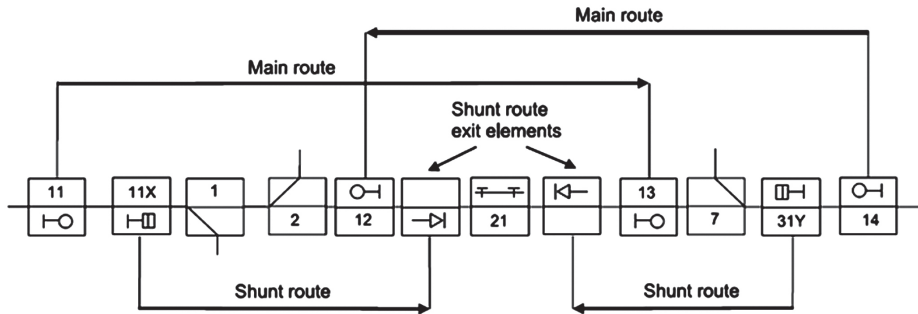 Main route
Main route
Shunt route
exit elements
11 11X 1 13
2 12 21 7 31Y 14
Shunt route Shunt route